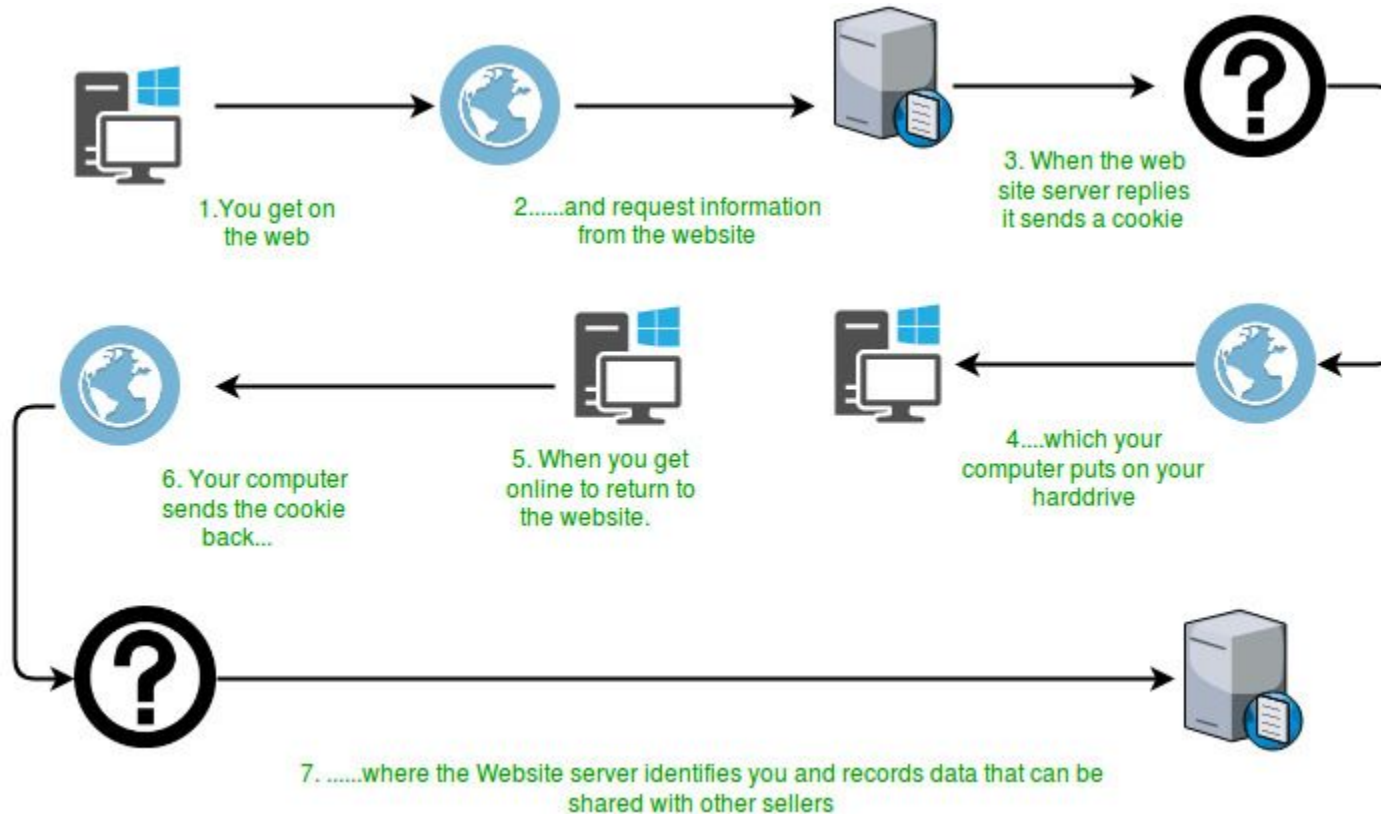 1.You get on
the web
2......and request information
from the website
3. When the web
site server replies
it sends a cookie
4....which your
computer puts on your
harddrive
5. When you get
online to return to
the website.
6. Your computer
sends the cookie
back...
7. ......where the Website server identifies you and records data that can be
shared with other sellers